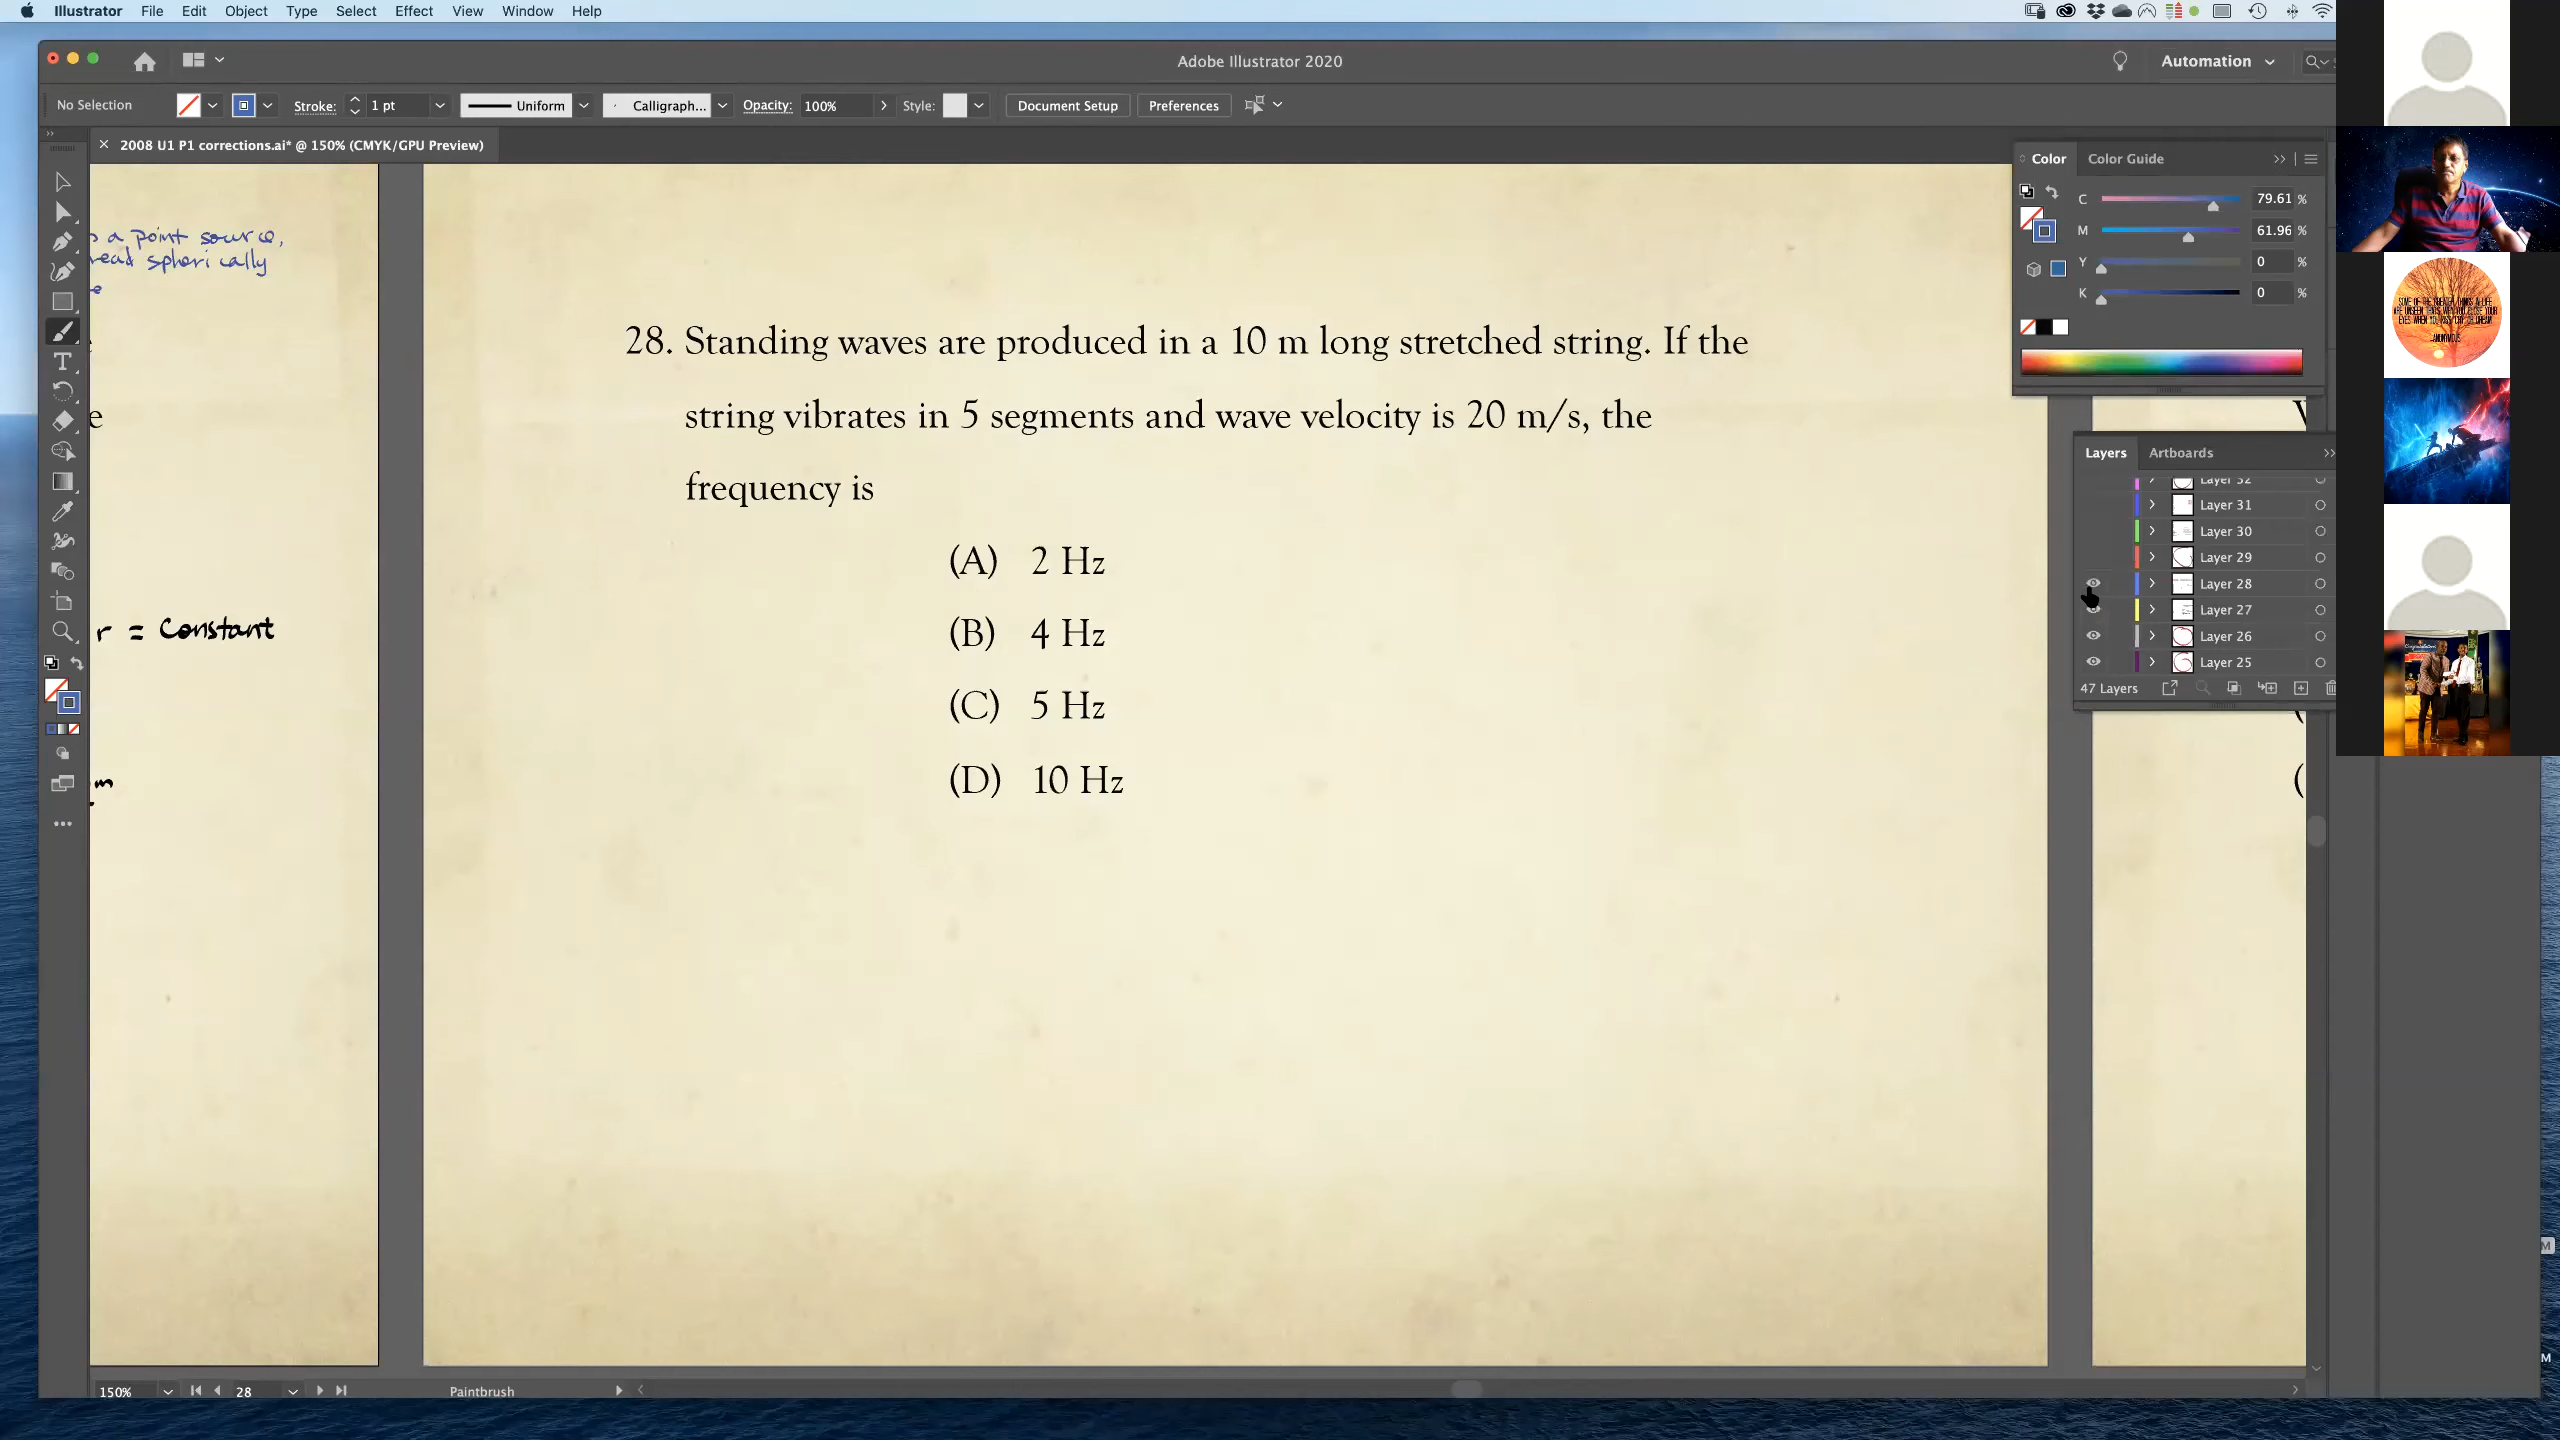 Illustrator File Edit Object Type Select Effect View Window Help
Adobe Illustrator 2020
Automation
No Selection Stroke: 1 pt Uniform Calligraph... Opacity: 100% Style: Document Setup Preferences
2008 U1 P1 corrections.ai* @ 150% (CMYK/GPU Preview)
Color Color Guide
C 79.61 %
M 61.96 %
Y 0 %
K 0 %
a point source,
spherically
28. Standing waves are produced in a 10 m long stretched string. If the
string vibrates in 5 segments and wave velocity is 20 m/s, the
frequency is
(A) 2 Hz
(B) 4 Hz
(C) 5 Hz
(D) 10 Hz
r = Constant
m
Layers Artboards
Layer 32
Layer 31
Layer 30
Layer 29
Layer 28
Layer 27
Layer 26
Layer 25
47 Layers
150% 28 Paintbrush